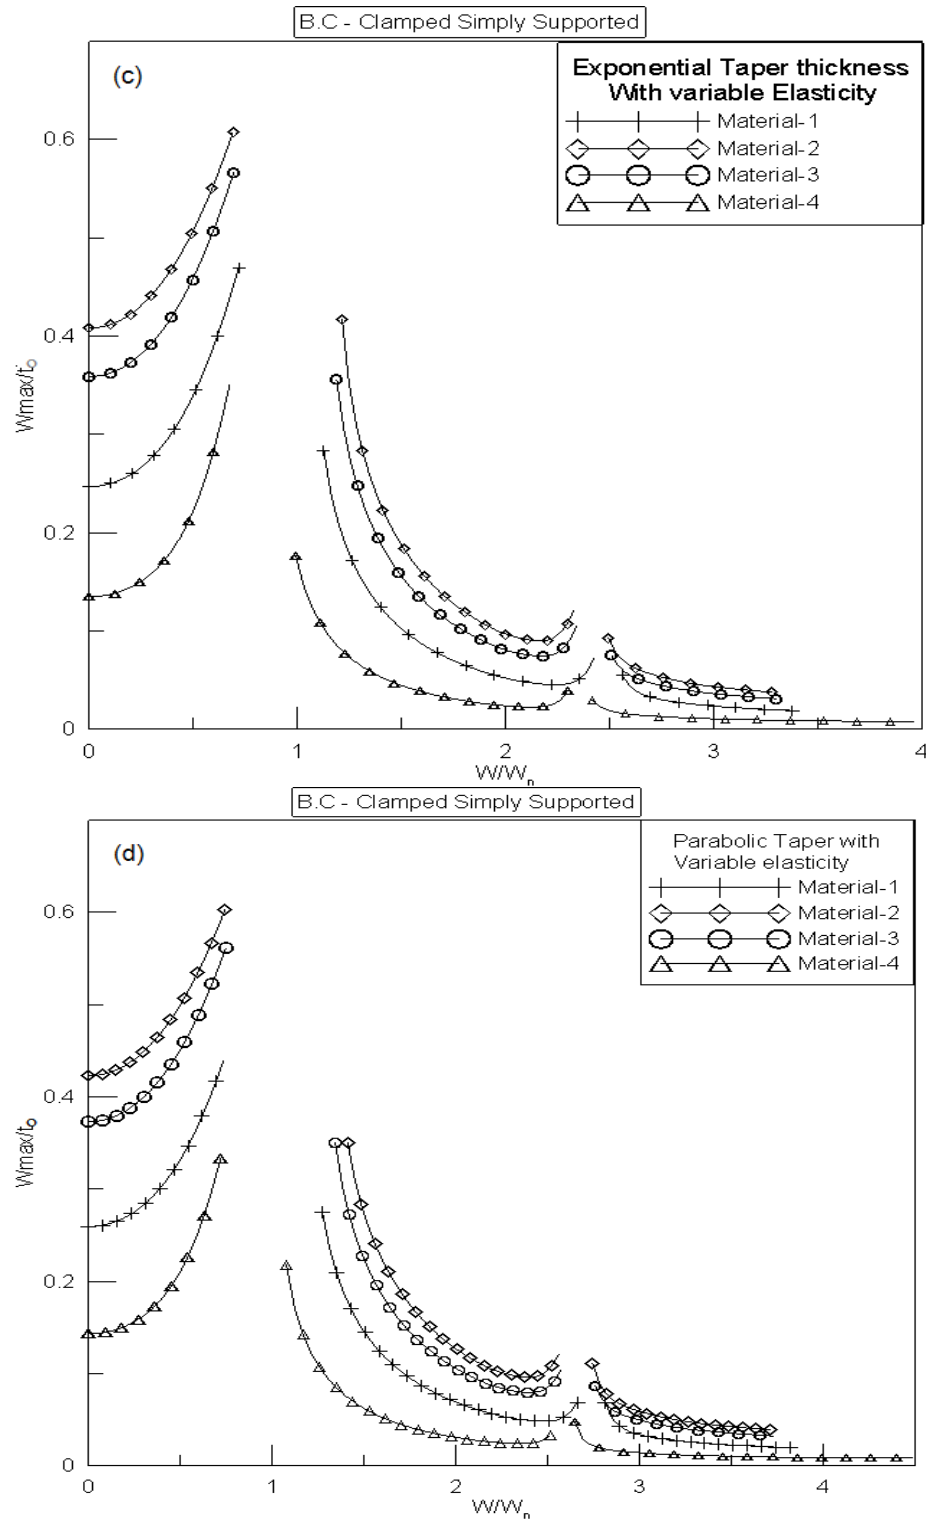 B.C - Clamped Simply Supported
(c)
Exponential Taper thickness
With variable Elasticity
Material-1
Material-2
Material-3
Material-4
0.6
0.4
0.2
0
Wmax/to
0 1 2 3 4
W/Wn
B.C - Clamped Simply Supported
(d)
Parabolic Taper with
Variable elasticity
Material-1
Material-2
Material-3
Material-4
0.6
0.4
0.2
0
Wmax/to
0 1 2 3 4
W/Wn